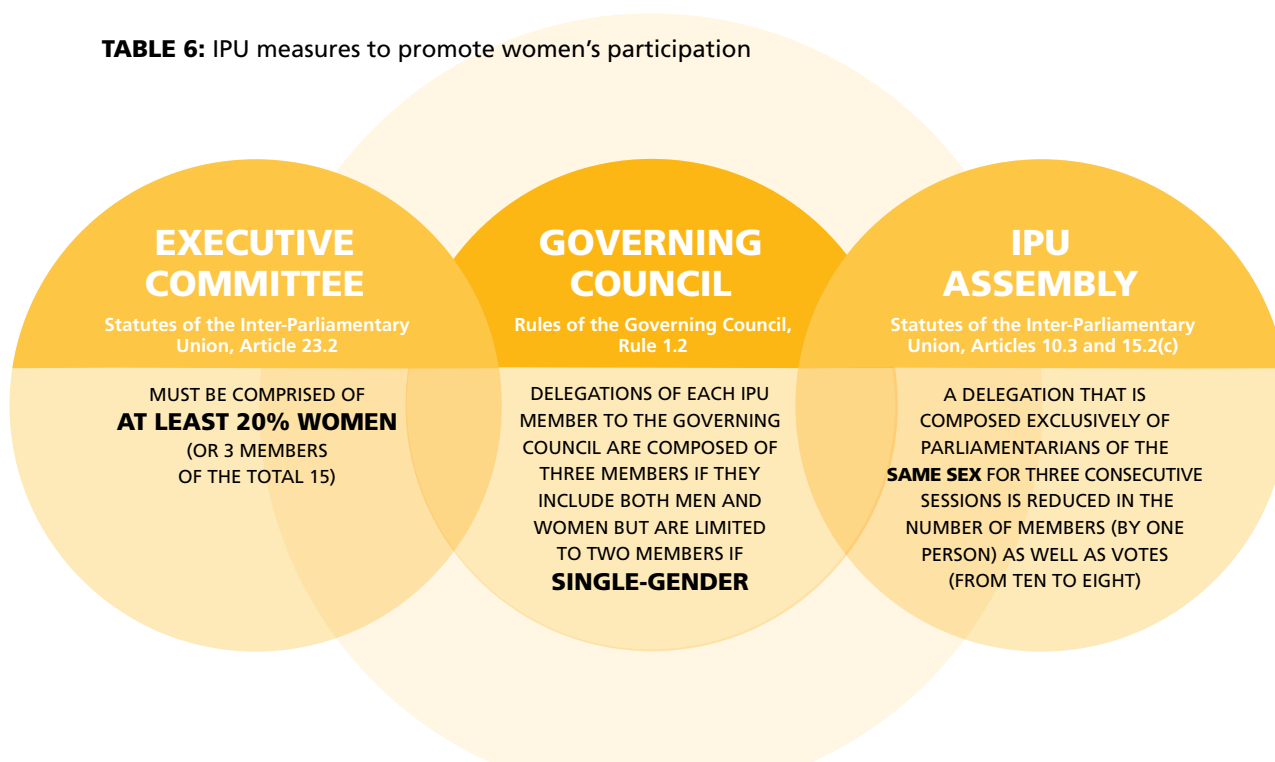 TABLE 6: IPU measures to promote women's participation
EXECUTIVE
COMMITTEE
Statutes of the Inter-Parliamentary
Union, Article 23.2
MUST BE COMPRISED OF
AT LEAST 20% WOMEN
(OR 3 MEMBERS
OF THE TOTAL 15)
GOVERNING
COUNCIL
Rules of the Governing Council,
Rule 1.2
DELEGATIONS OF EACH IPU
MEMBER TO THE GOVERNING
COUNCIL ARE COMPOSED OF
THREE MEMBERS IF THEY
INCLUDE BOTH MEN AND
WOMEN BUT ARE LIMITED
TO TWO MEMBERS IF
SINGLE-GENDER
IPU
ASSEMBLY
Statutes of the Inter-Parliamentary
Union, Articles 10.3 and 15.2(c)
A DELEGATION THAT IS
COMPOSED EXCLUSIVELY OF
PARLIAMENTARIANS OF THE
SAME SEX FOR THREE CONSECUTIVE
SESSIONS IS REDUCED IN THE
NUMBER OF MEMBERS (BY ONE
PERSON) AS WELL AS VOTES
(FROM TEN TO EIGHT)